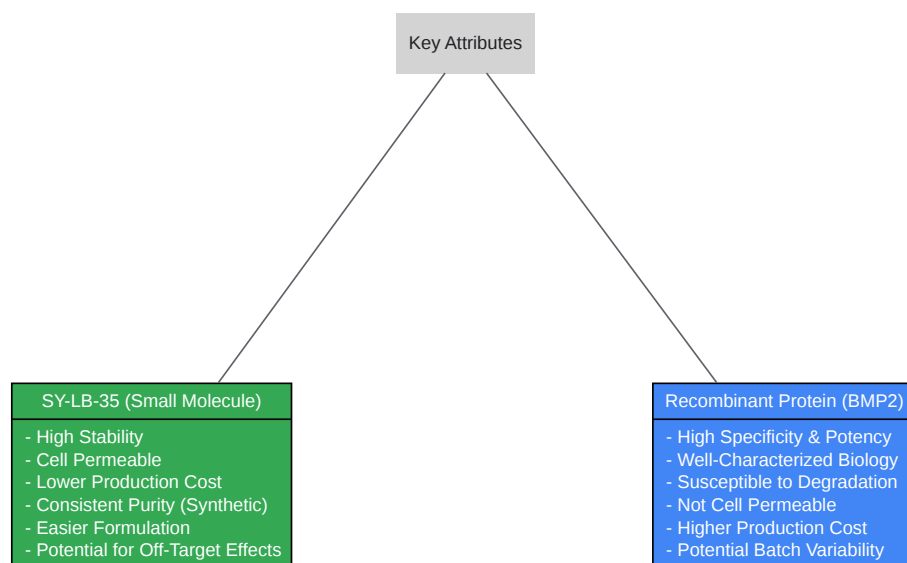 Key Attributes
SY-LB-35 (Small Molecule)
- High Stability
- Cell Permeable
- Lower Production Cost
- Consistent Purity (Synthetic)
- Easier Formulation
- Potential for Off-Target Effects
Recombinant Protein (BMP2)
- High Specificity & Potency
- Well-Characterized Biology
- Susceptible to Degradation
- Not Cell Permeable
- Higher Production Cost
- Potential Batch Variability